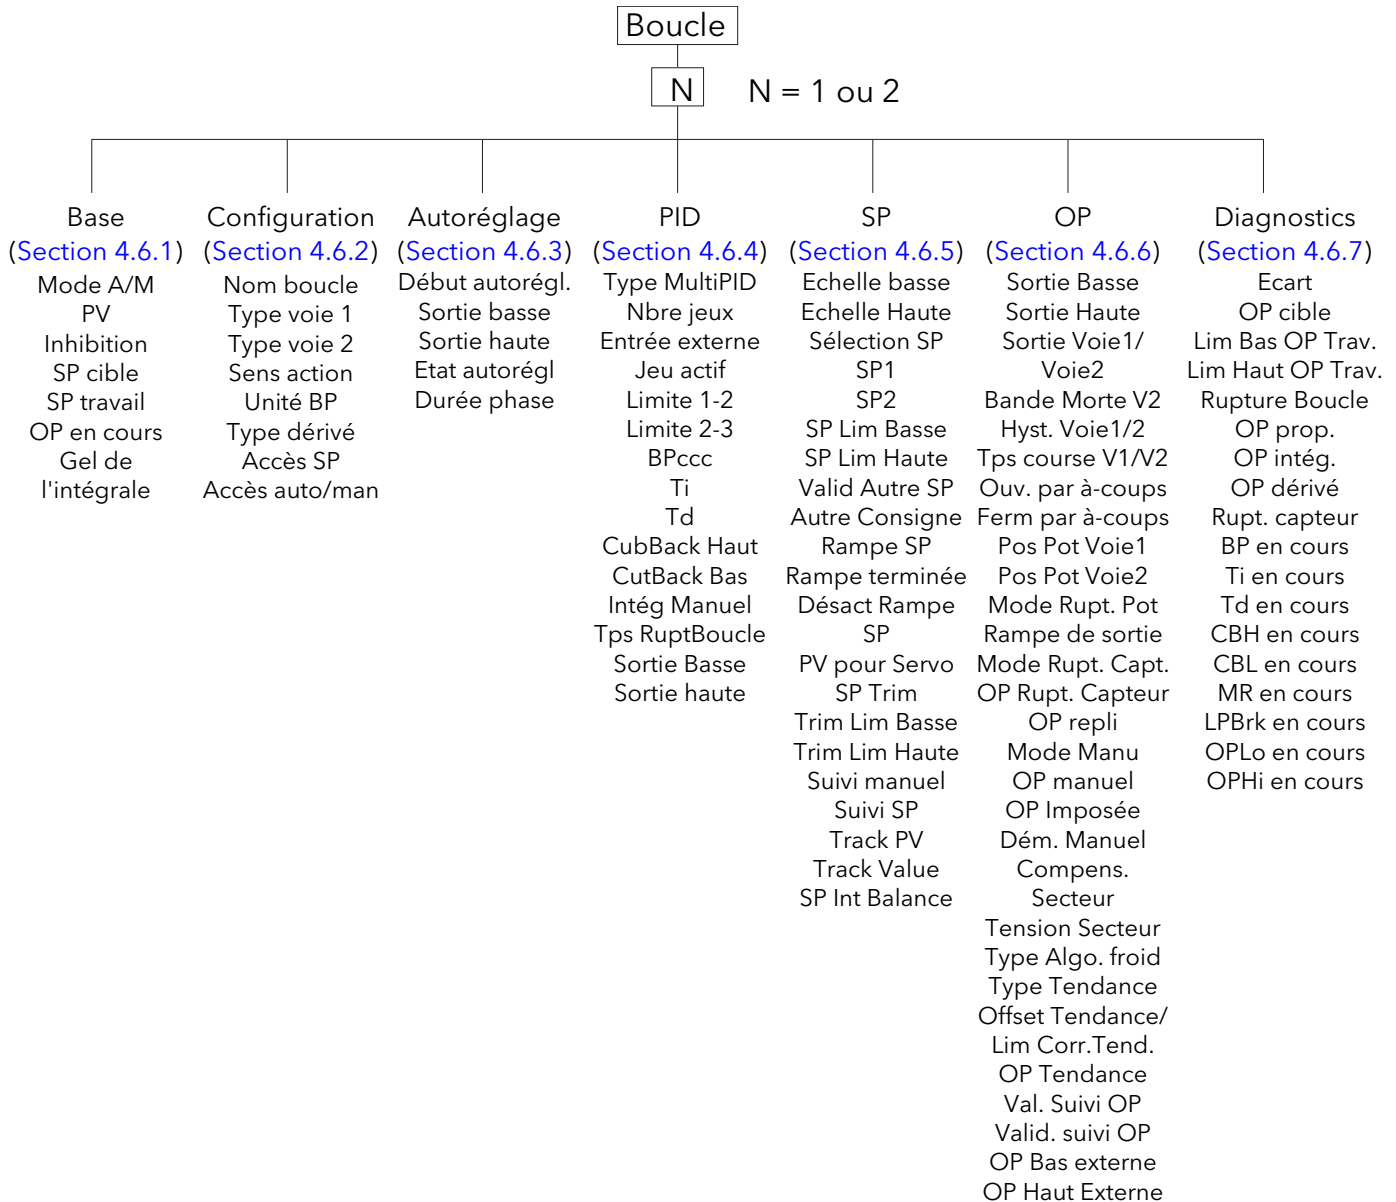 Boucle
N
N = 1 ou 2
Base
(Section 4.6.1)
Mode A/M
PV
Inhibition
SP cible
SP travail
OP en cours
Gel de
l'intégrale
Configuration
(Section 4.6.2)
Nom boucle
Type voie 1
Type voie 2
Sens action
Unité BP
Type dérivé
Accès SP
Accès auto/man
Autoréglage
(Section 4.6.3)
Début autorégl.
Sortie basse
Sortie haute
Etat autorégl
Durée phase
PID
(Section 4.6.4)
Type MultiPID
Nbre jeux
Entrée externe
Jeu actif
Limite 1-2
Limite 2-3
BPccc
Ti
Td
CubBack Haut
CutBack Bas
Intég Manuel
Tps RuptBoucle
Sortie Basse
Sortie haute
SP
(Section 4.6.5)
Echelle basse
Echelle Haute
Sélection SP
SP1
SP2
SP Lim Basse
SP Lim Haute
Valid Autre SP
Autre Consigne
Rampe SP
Rampe terminée
Désact Rampe
SP
PV pour Servo
SP Trim
Trim Lim Basse
Trim Lim Haute
Suivi manuel
Suivi SP
Track PV
Track Value
SP Int Balance
OP
(Section 4.6.6)
Sortie Basse
Sortie Haute
Sortie Voie1/
Voie2
Bande Morte V2
Hyst. Voie1/2
Tps course V1/V2
Ouv. par à-coups
Ferm par à-coups
Pos Pot Voie1
Pos Pot Voie2
Mode Rupt. Pot
Rampe de sortie
Mode Rupt. Capt.
OP Rupt. Capteur
OP repli
Mode Manu
OP manuel
OP Imposée
Dém. Manuel
Compens.
Secteur
Tension Secteur
Type Algo. froid
Type Tendance
Offset Tendance/
Lim Corr.Tend.
OP Tendance
Val. Suivi OP
Valid. suivi OP
OP Bas externe
OP Haut Externe
Diagnostics
(Section 4.6.7)
Ecart
OP cible
Lim Bas OP Trav.
Lim Haut OP Trav.
Rupture Boucle
OP prop.
OP intég.
OP dérivé
Rupt. capteur
BP en cours
Ti en cours
Td en cours
CBH en cours
CBL en cours
MR en cours
LPBrk en cours
OPLo en cours
OPHi en cours